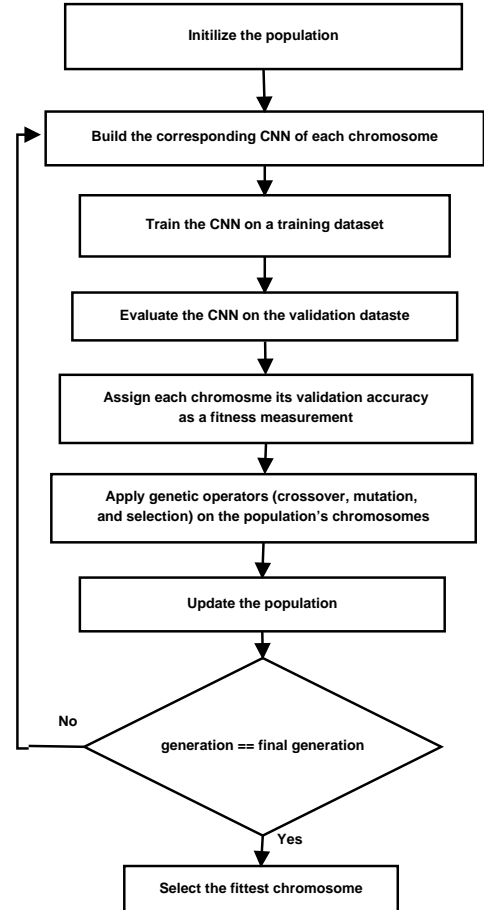 Initilize the population
Build the corresponding CNN of each chromosome
Train the CNN on a training dataset
Evaluate the CNN on the validation dataste
Assign each chromosme its validation accuracy
as a fitness measurement
Apply genetic operators (crossover, mutation,
and selection) on the population’s chromosomes
Update the population
No
generation == final generation
Yes
Select the fittest chromosome